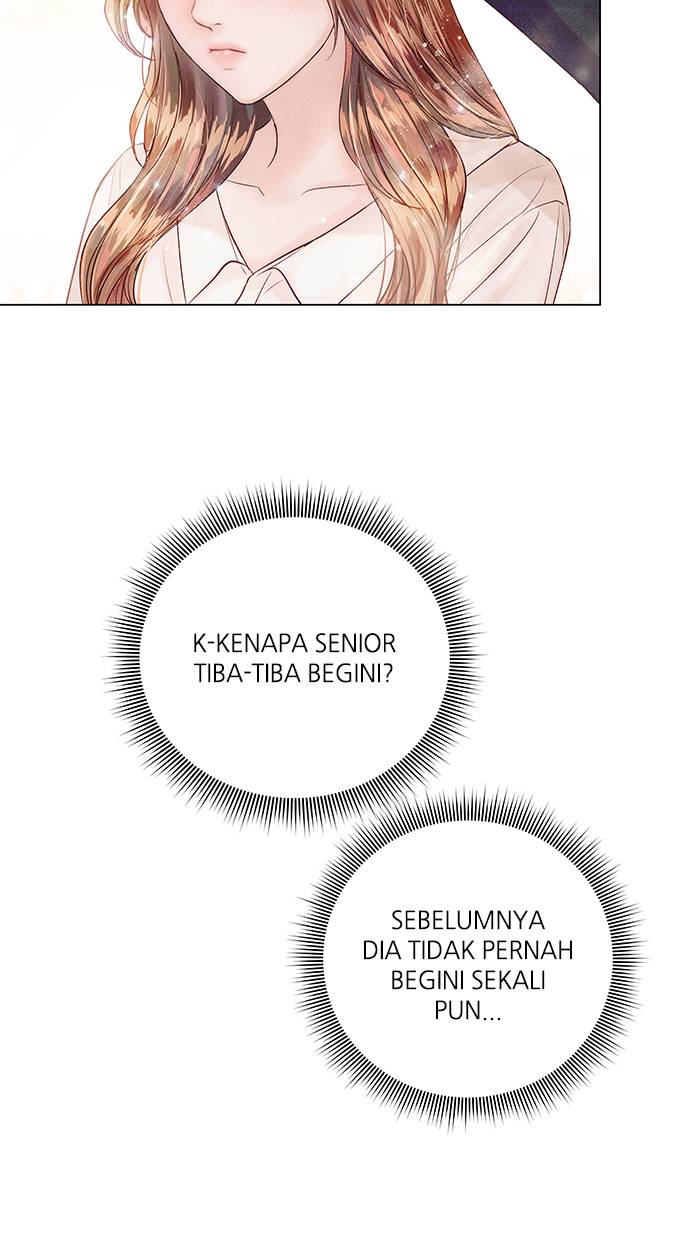 K-KENAPA SENIOR
TIBA-TIBA BEGINI?
SEBELUMNYA
DIA TIDAK PERNAH
BEGINI SEKALI
PUN...